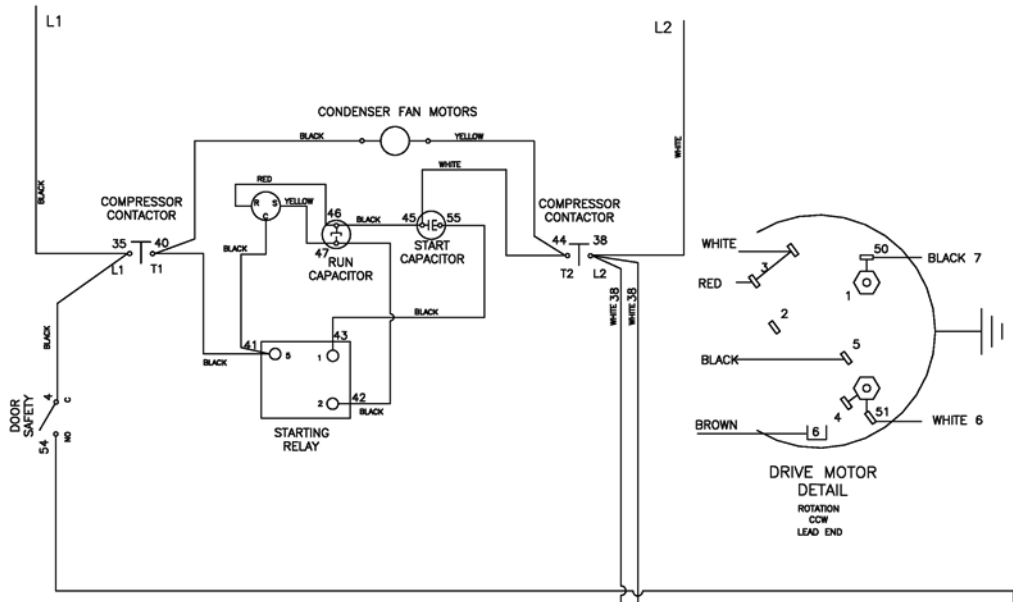 L1
L2
CONDENSER FAN MOTORS
BLACK
YELLOW
WHITE
WHITE
BLACK
RED
COMPRESSOR
CONTACTOR
R S
C
YELLOW
46
BLACK
45 55
COMPRESSOR
CONTACTOR
35 40
L1 T1
47
RUN
CAPACITOR
START
CAPACITOR
44 38
T2 L2
BLACK
WHITE 38
WHITE 38
WHITE
RED
3
50
BLACK 7
1
2
5
BLACK
4
51
WHITE 6
BROWN
6
BLACK
41
5
BLACK
43
1
BLACK
2
42
BLACK
STARTING
RELAY
DOOR
SAFETY
4
C
54
NO
DRIVE MOTOR
DETAIL
ROTATION
CCW
LEAD END